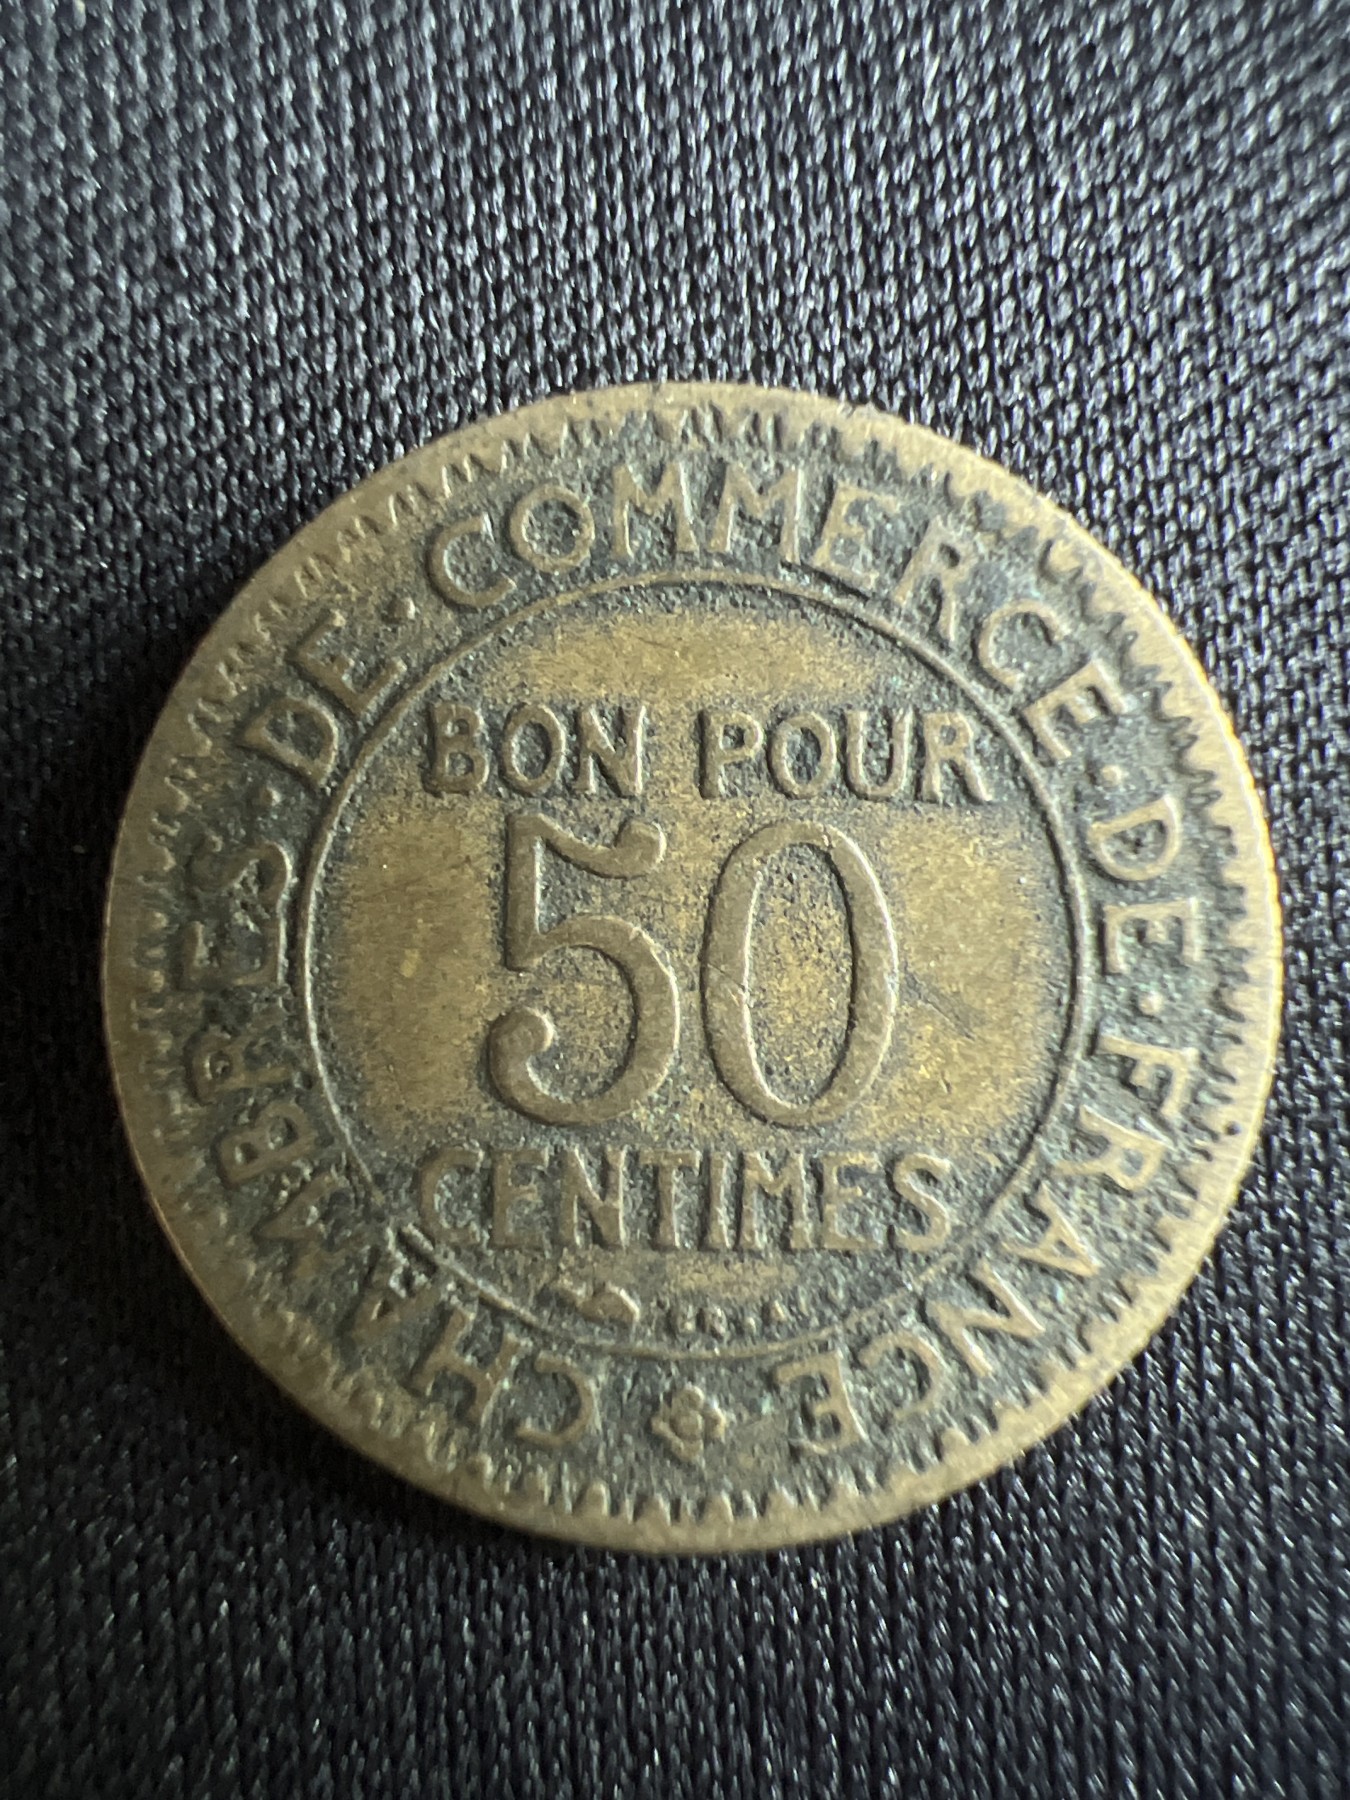 CHAMBRES · DE · COMMERCE · DE · FRANCE
BON POUR
50
CENTIMES